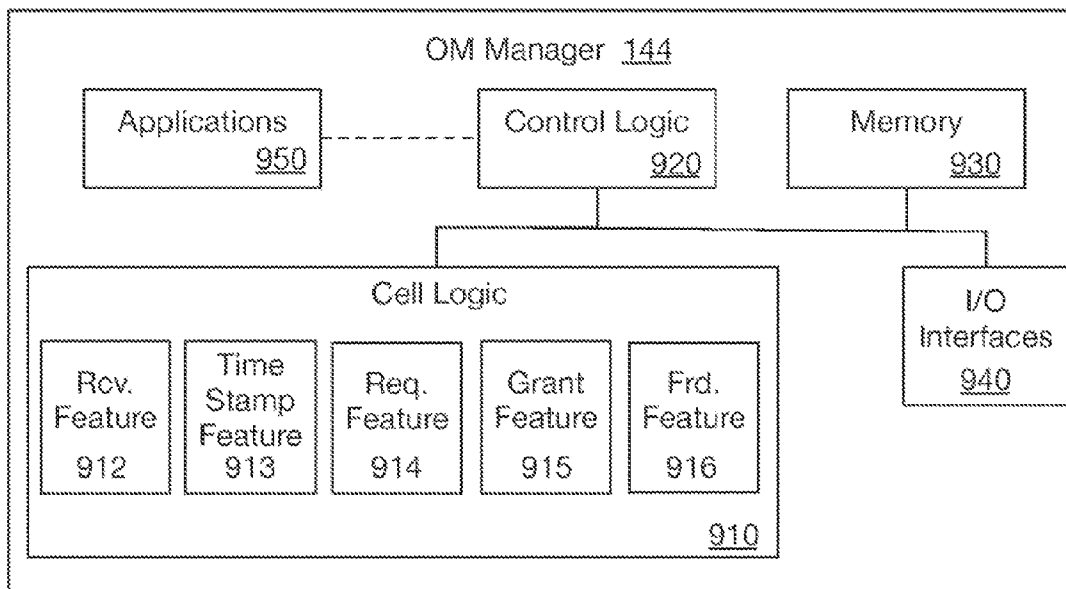 OM Manager 144
Applications
950
Control Logic
920
Memory
930
Cell Logic
Rcv.
Feature
912
Time
Stamp
Feature
913
Req.
Feature
914
Grant
Feature
915
Frd.
Feature
916
910
I/O
Interfaces
940